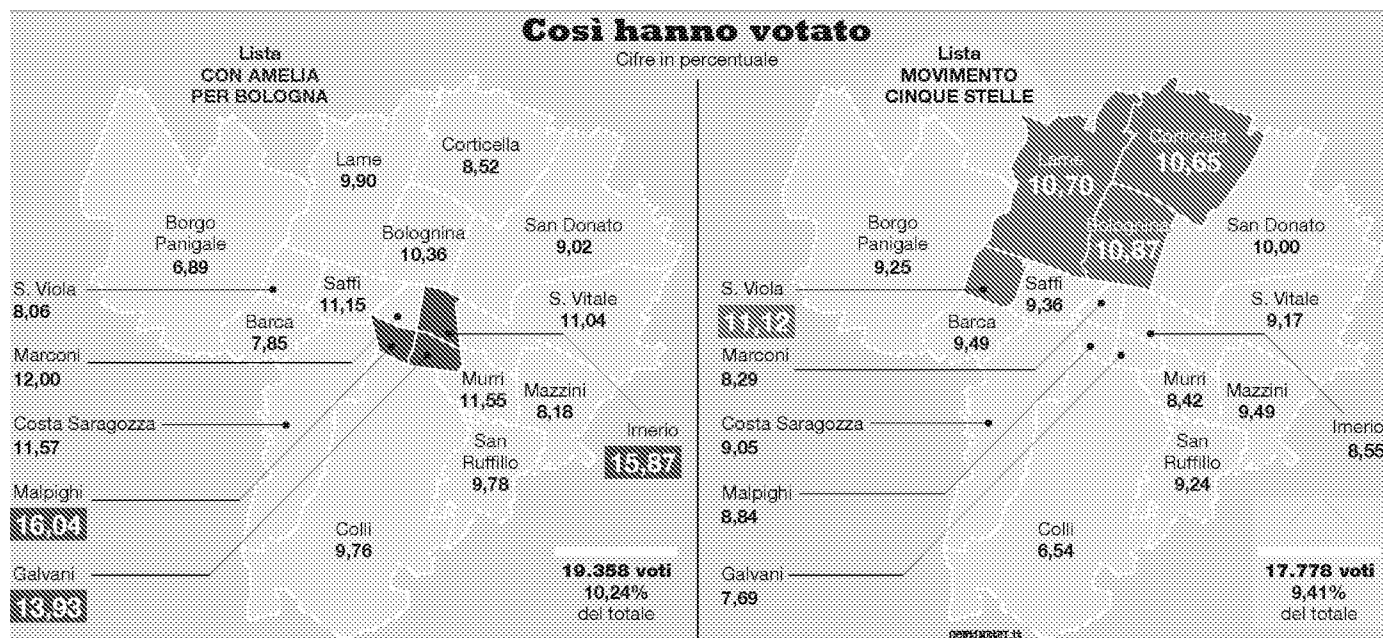 Così hanno votato
Cifre in percentuale
Lista
CON AMELIA
PER BOLOGNA
Lame
9,90
Corticella
8,52
Borgo
Panigale
6,89
Bolognina
10,36
San Donato
9,02
S. Viola
8,06
Saffi
11,15
S. Vitale
11,04
Barca
7,85
Marconi
12,00
Murri
11,55
Mazzini
8,18
Costa Saragozza
11,57
Irnerio
15.87
San
Ruffillo
9,78
Malpighi
16.04
Colli
9,76
Galvani
13.93
19.358 voti
10,24%
del totale
Lista
MOVIMENTO
CINQUE STELLE
Lame
10,70
Corticella
10,65
Borgo
Panigale
9,25
Bolognina
10,87
San Donato
10,00
S. Viola
11.12
Saffi
9,36
S. Vitale
9,17
Barca
9,49
Marconi
8,29
Murri
8,42
Mazzini
9,49
Costa Saragozza
9,05
Irnerio
8,55
San
Ruffillo
9,24
Malpighi
8,84
Colli
6,54
Galvani
7,69
17.778 voti
9,41%
del totale